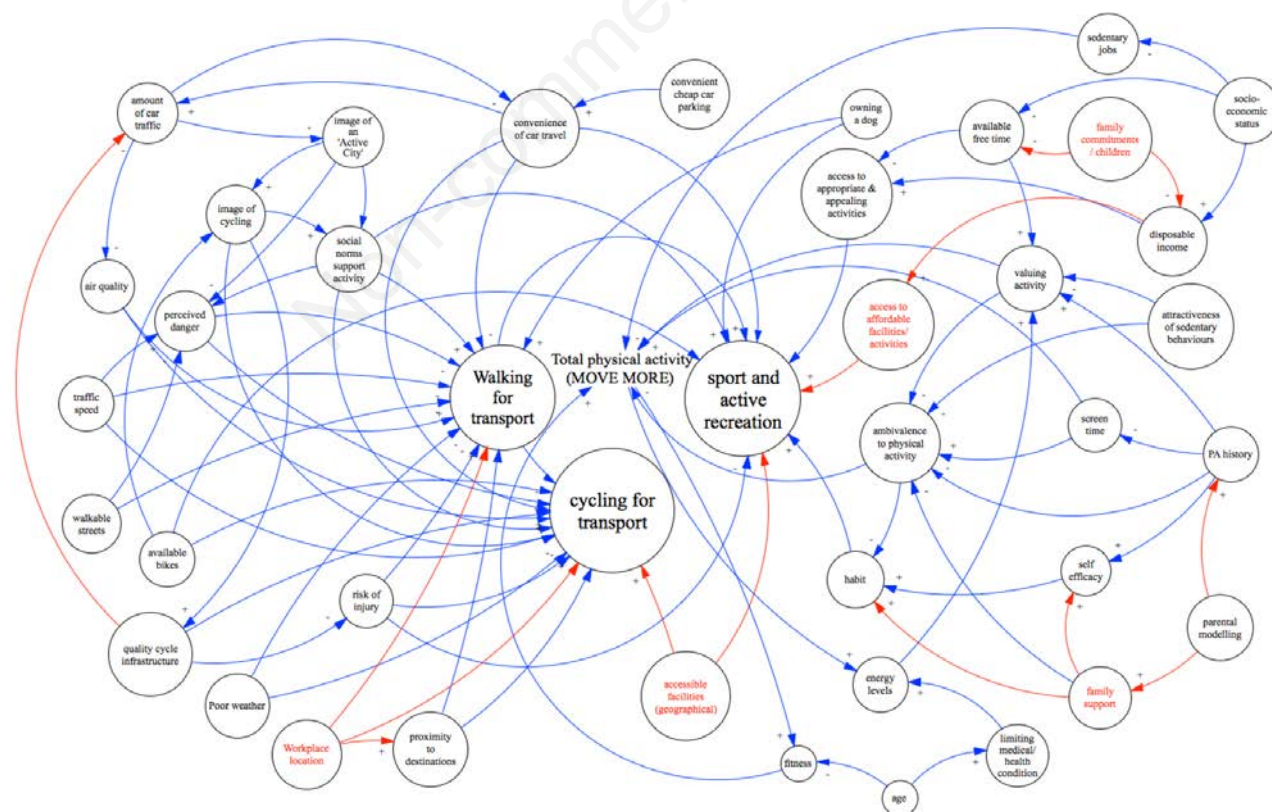 sedentary
jobs
amount
of car
traffic
image of
an
'Active
City'
convenience
of car travel
convenient
cheap car
parking
owning
a dog
available
free time
family
commitments
/ children
socio-
economic
status
access to
appropriate &
appealing
activities
image of
cycling
social
norms
support
activity
disposable
income
air quality
valuing
activity
perceived
danger
access to
affordable
facilities/
activities
attractiveness
of sedentary
behaviours
Total physical activity
(MOVE MORE)
Walking
for
transport
sport and
active
recreation
traffic
speed
ambivalence
to physical
activity
screen
time
PA history
cycling for
transport
walkable
streets
available
bikes
risk of
injury
habit
self
efficacy
parental
modelling
quality cycle
infrastructure
Poor weather
accessible
facilities
(geographical)
energy
levels
family
support
Workplace
location
proximity
to
destinations
fitness
limiting
medical/
health
condition
age
Non-comme